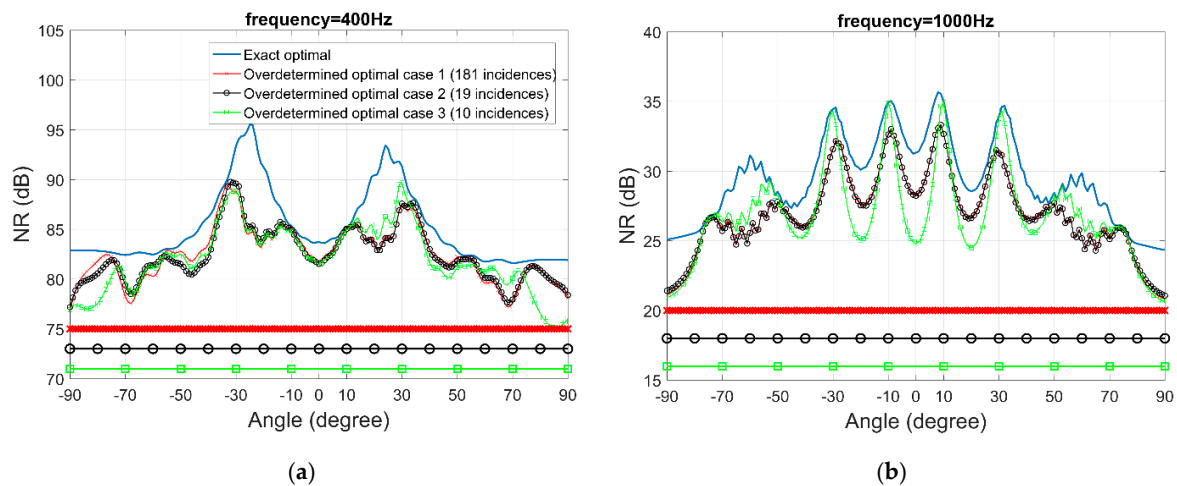 frequency=400Hz
105
100
95
90
85
80
75
70
NR (dB)
Exact optimal
Overdetermined optimal case 1 (181 incidences)
Overdetermined optimal case 2 (19 incidences)
Overdetermined optimal case 3 (10 incidences)
-90 -70 -50 -30 -10 0 10 30 50 70 90
Angle (degree)
(a)
frequency=1000Hz
40
35
30
25
20
15
NR (dB)
-90 -70 -50 -30 -10 0 10 30 50 70 90
Angle (degree)
(b)